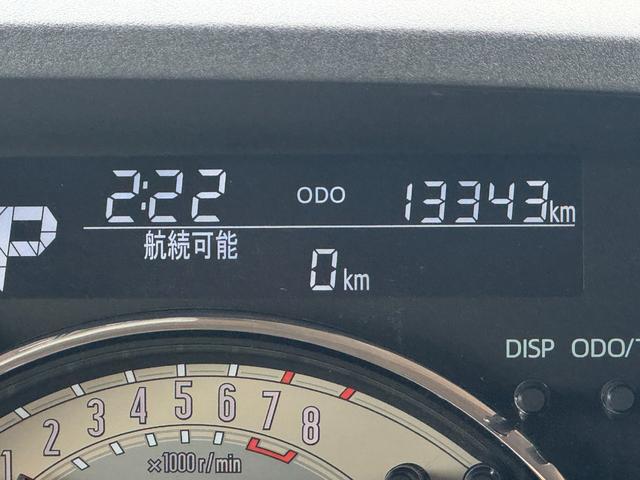 2:22 ODO 13343km
P
航続可能
0km
DISP ODO/T
1 2 3 4 5 6 7 8
×1000r/min